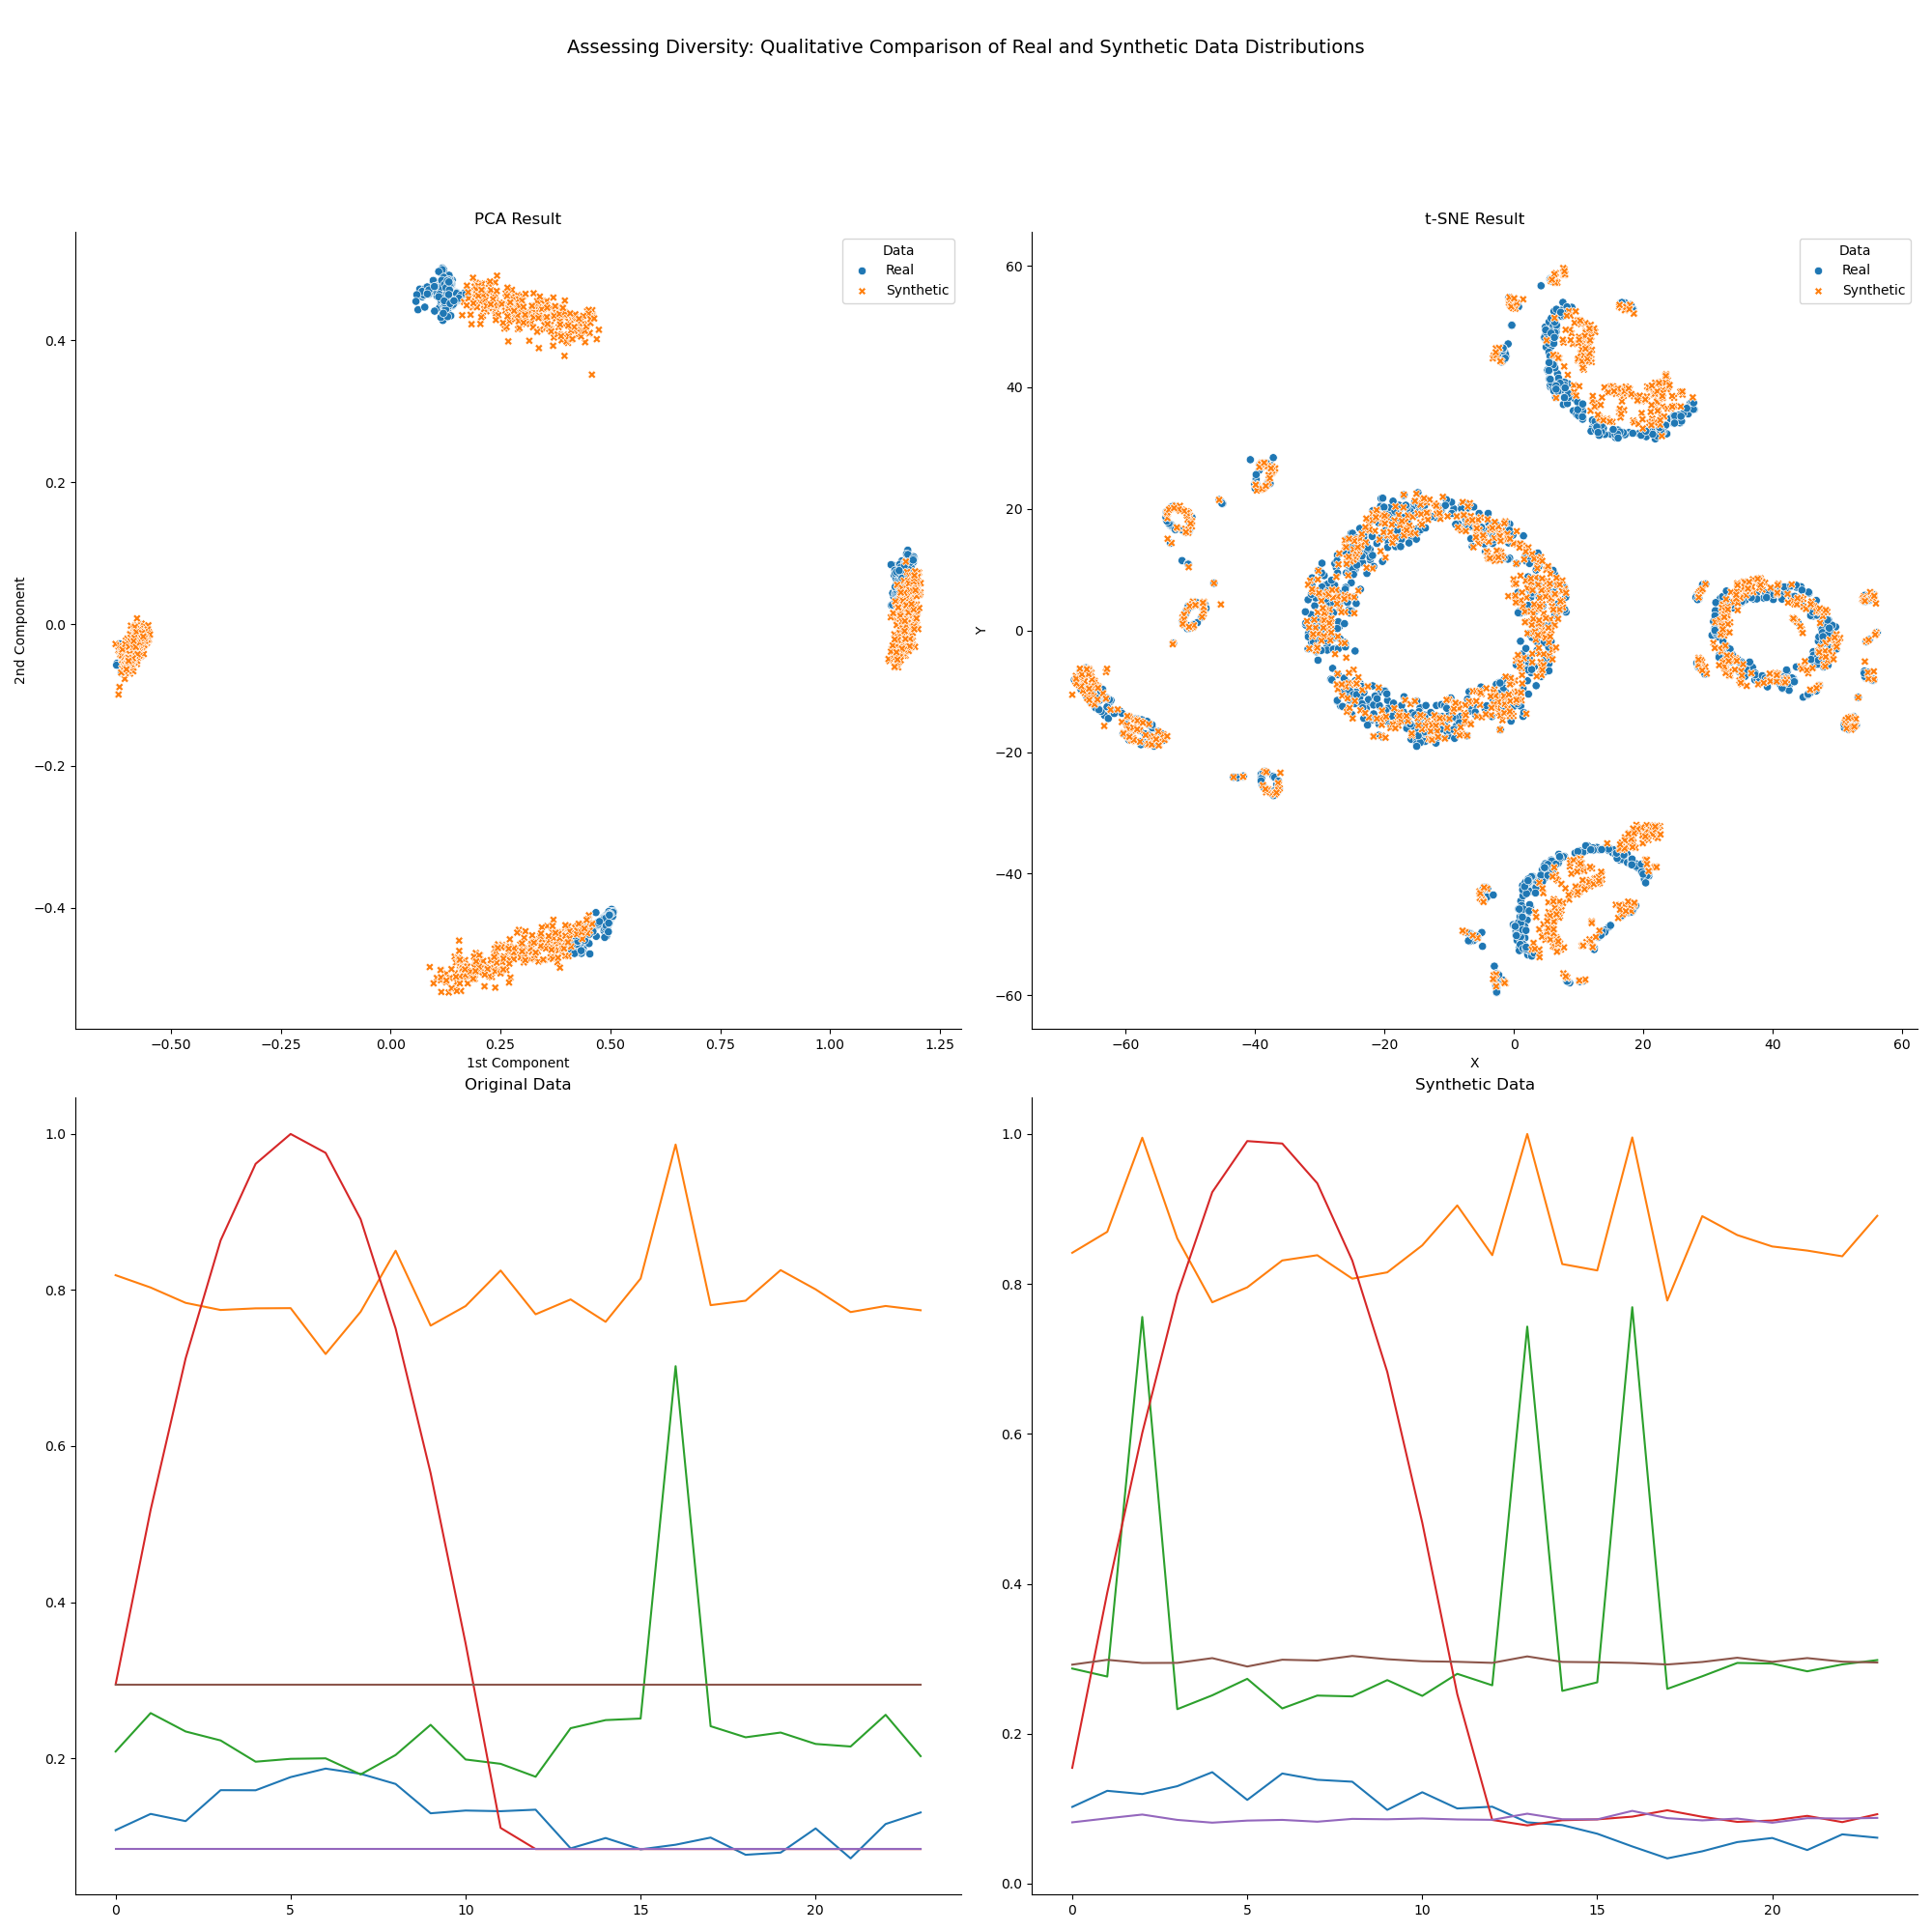 Assessing Diversity: Qualitative Comparison of Real and Synthetic Data Distributions
PCA Result
Data
Real
Synthetic
0.4
0.2
0.0
−0.2
−0.4
2nd Component
−0.50 −0.25 0.00 0.25 0.50 0.75 1.00 1.25
1st Component
t-SNE Result
Data
Real
Synthetic
60
40
20
0
−20
−40
−60
Y
−60 −40 −20 0 20 40 60
X
Original Data
1.0
0.8
0.6
0.4
0.2
0 5 10 15 20
Synthetic Data
1.0
0.8
0.6
0.4
0.2
0.0
0 5 10 15 20